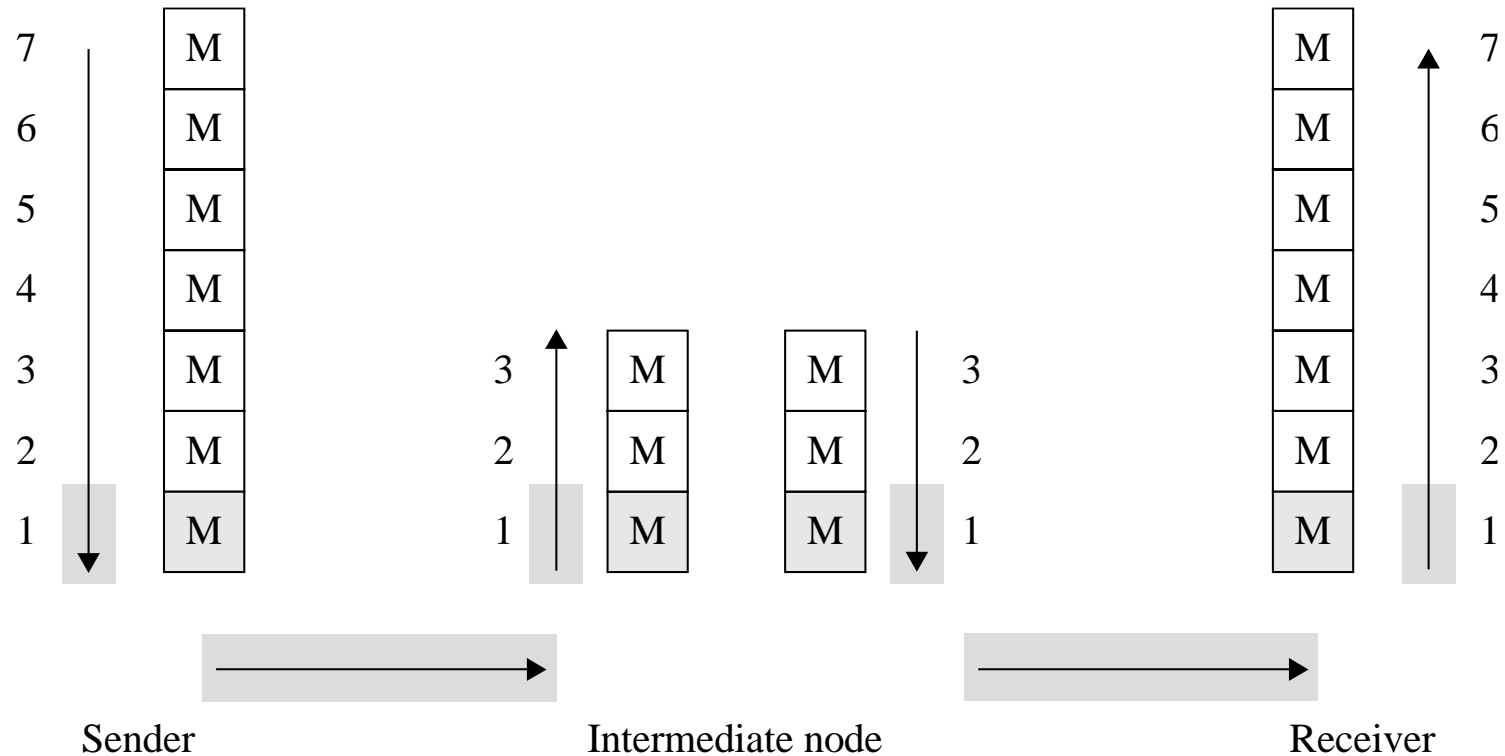 7 M M 7
6 M M 6
5 M M 5
4 M M 4
3 M 3 M M 3 M 3
2 M 2 M M 2 M 2
1 M 1 M M 1 M 1
Sender Intermediate node Receiver